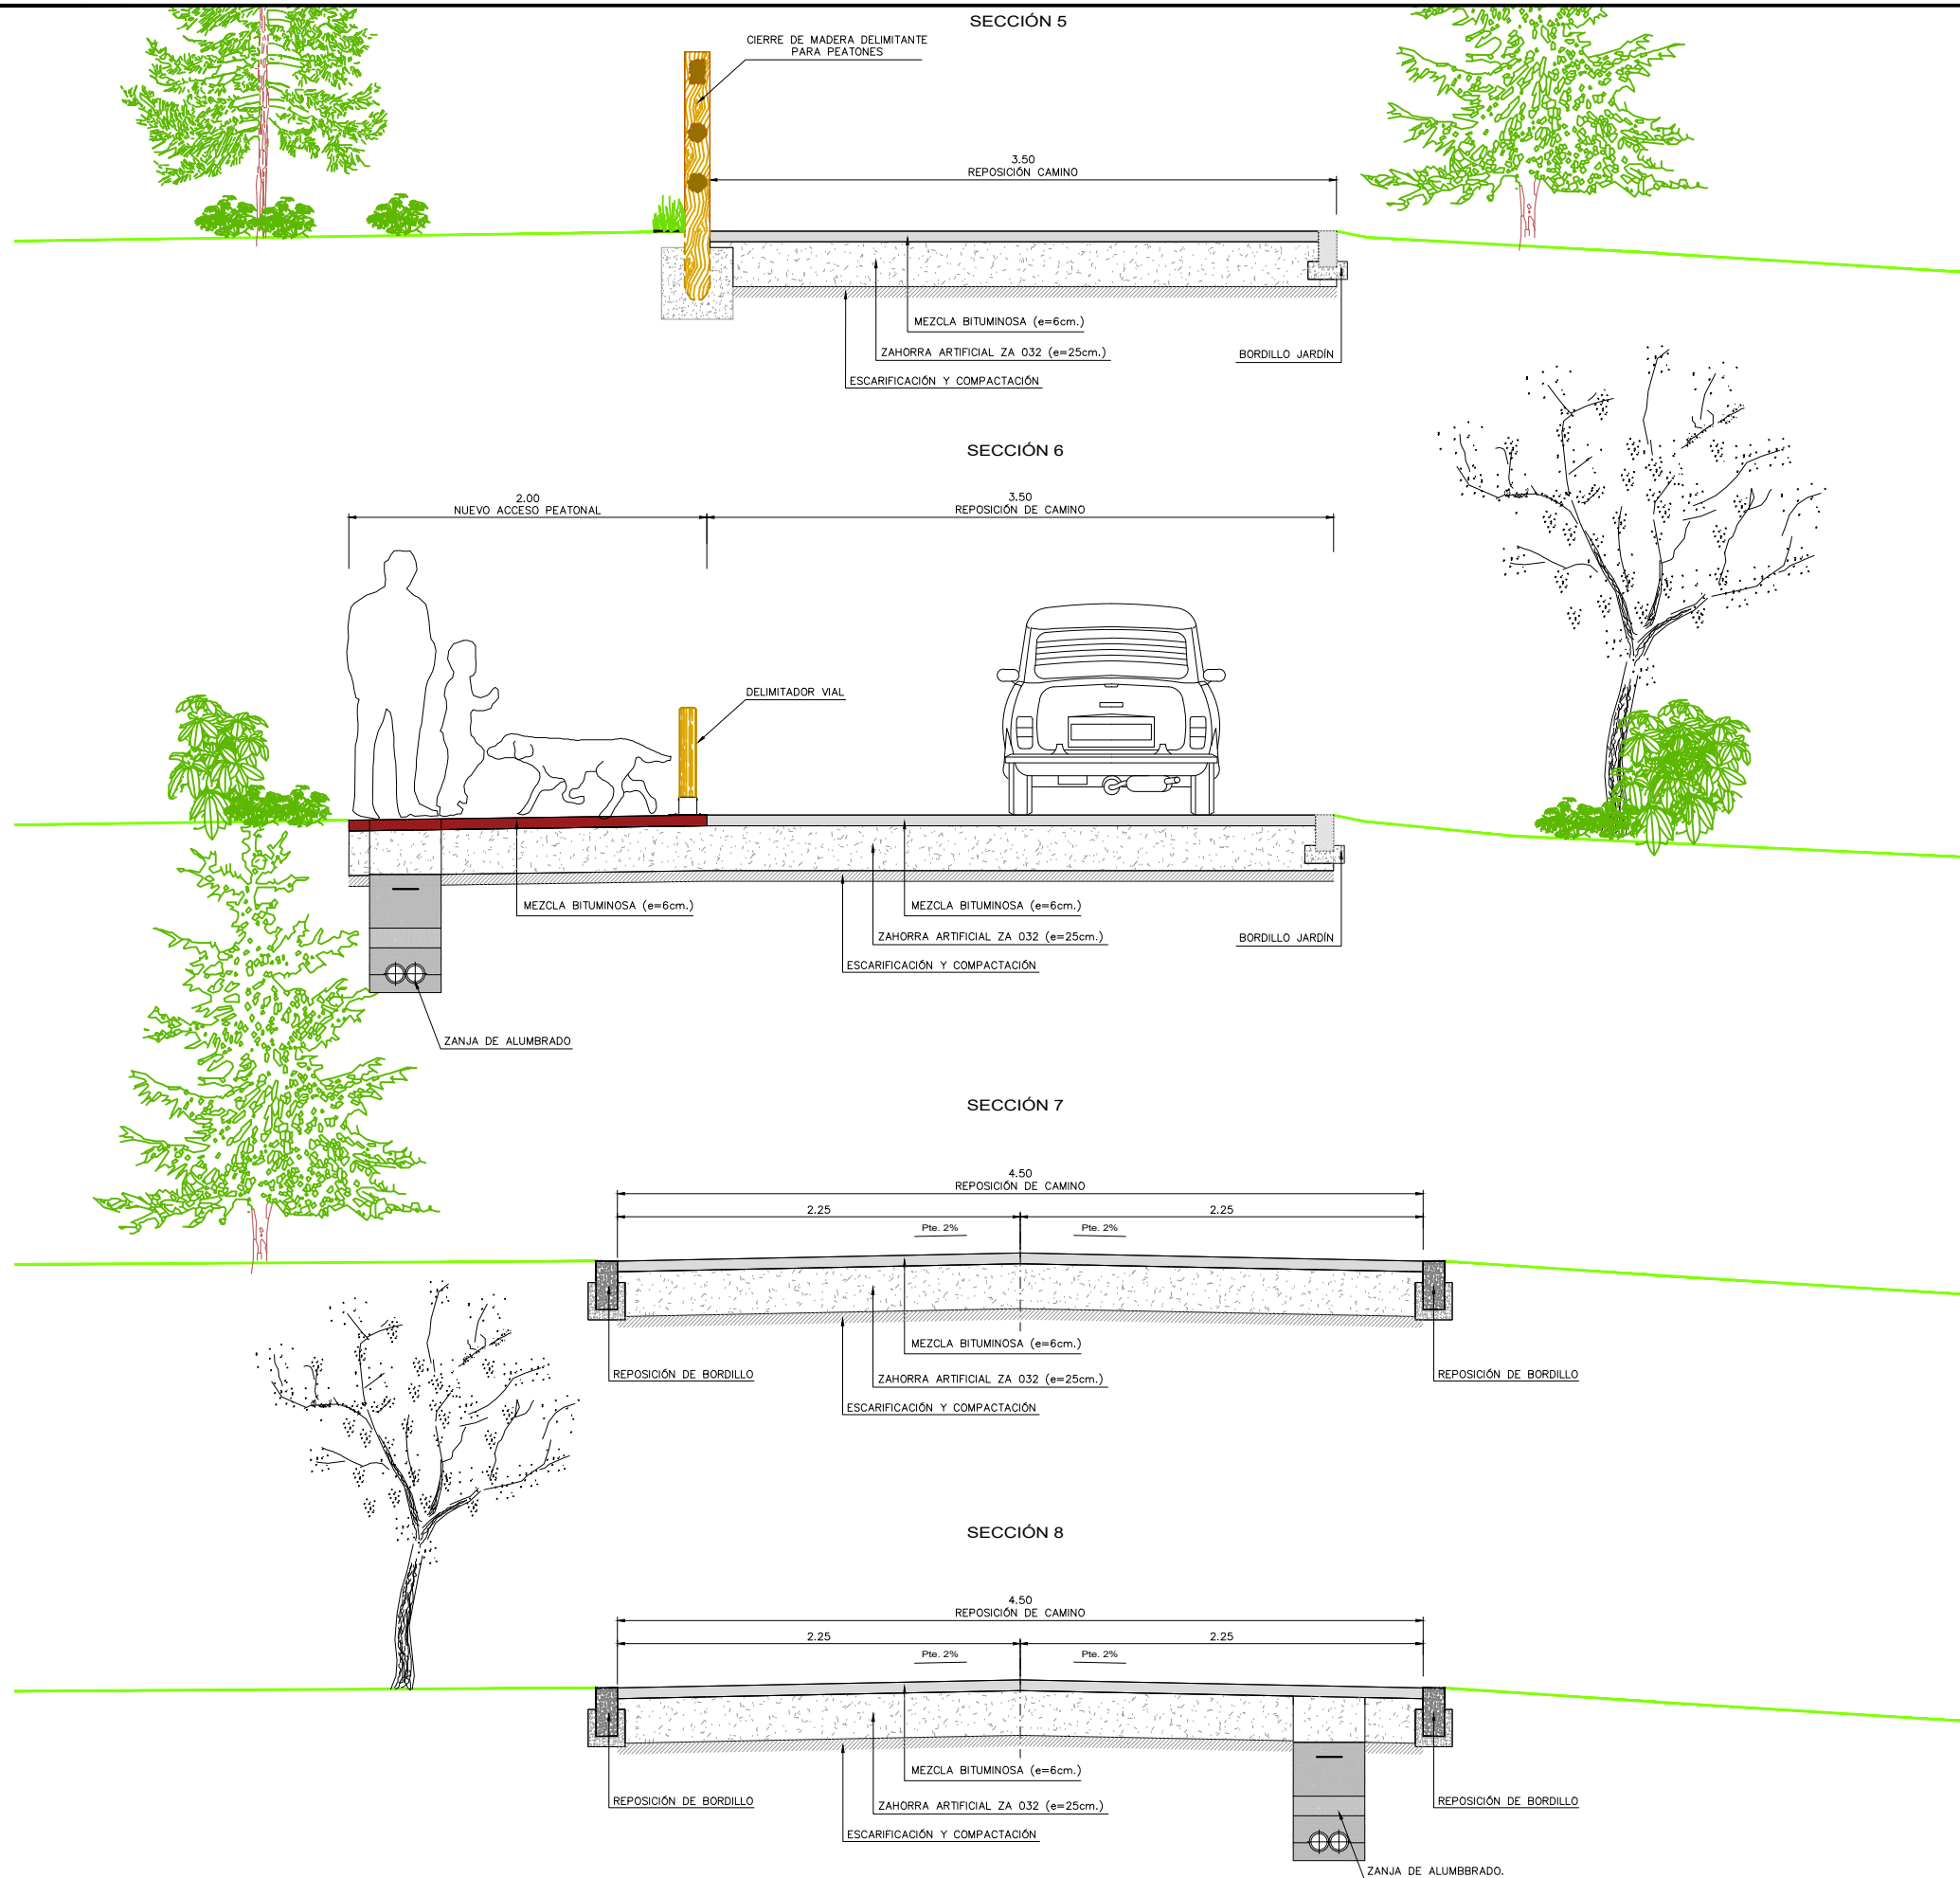 SECCIÓN 5
CIERRE DE MADERA DELIMITANTE
PARA PEATONES
3.50
REPOSICIÓN CAMINO
MEZCLA BITUMINOSA (e=6cm.)
ZAHORRA ARTIFICIAL ZA 032 (e=25cm.)
BORDILLO JARDÍN
ESCARIFICACIÓN Y COMPACTACIÓN
SECCIÓN 6
2.00
NUEVO ACCESO PEATONAL
3.50
REPOSICIÓN DE CAMINO
DELIMITADOR VIAL
MEZCLA BITUMINOSA (e=6cm.)
MEZCLA BITUMINOSA (e=6cm.)
ZAHORRA ARTIFICIAL ZA 032 (e=25cm.)
BORDILLO JARDÍN
ESCARIFICACIÓN Y COMPACTACIÓN
ZANJA DE ALUMBRADO
SECCIÓN 7
4.50
REPOSICIÓN DE CAMINO
2.25
2.25
Pte. 2%
Pte. 2%
MEZCLA BITUMINOSA (e=6cm.)
REPOSICIÓN DE BORDILLO
ZAHORRA ARTIFICIAL ZA 032 (e=25cm.)
REPOSICIÓN DE BORDILLO
ESCARIFICACIÓN Y COMPACTACIÓN
SECCIÓN 8
4.50
REPOSICIÓN DE CAMINO
2.25
2.25
Pte. 2%
Pte. 2%
MEZCLA BITUMINOSA (e=6cm.)
REPOSICIÓN DE BORDILLO
ZAHORRA ARTIFICIAL ZA 032 (e=25cm.)
REPOSICIÓN DE BORDILLO
ESCARIFICACIÓN Y COMPACTACIÓN
ZANJA DE ALUMBBRADO.